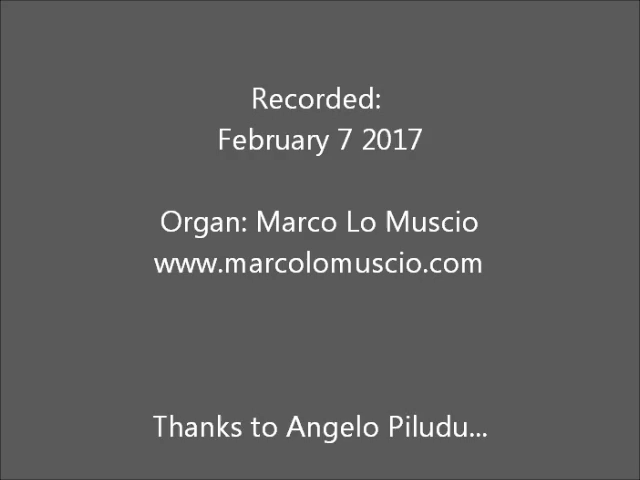 Recorded:
February 7 2017
Organ: Marco Lo Muscio
www.marcolomuscio.com
Thanks to Angelo Piludu...